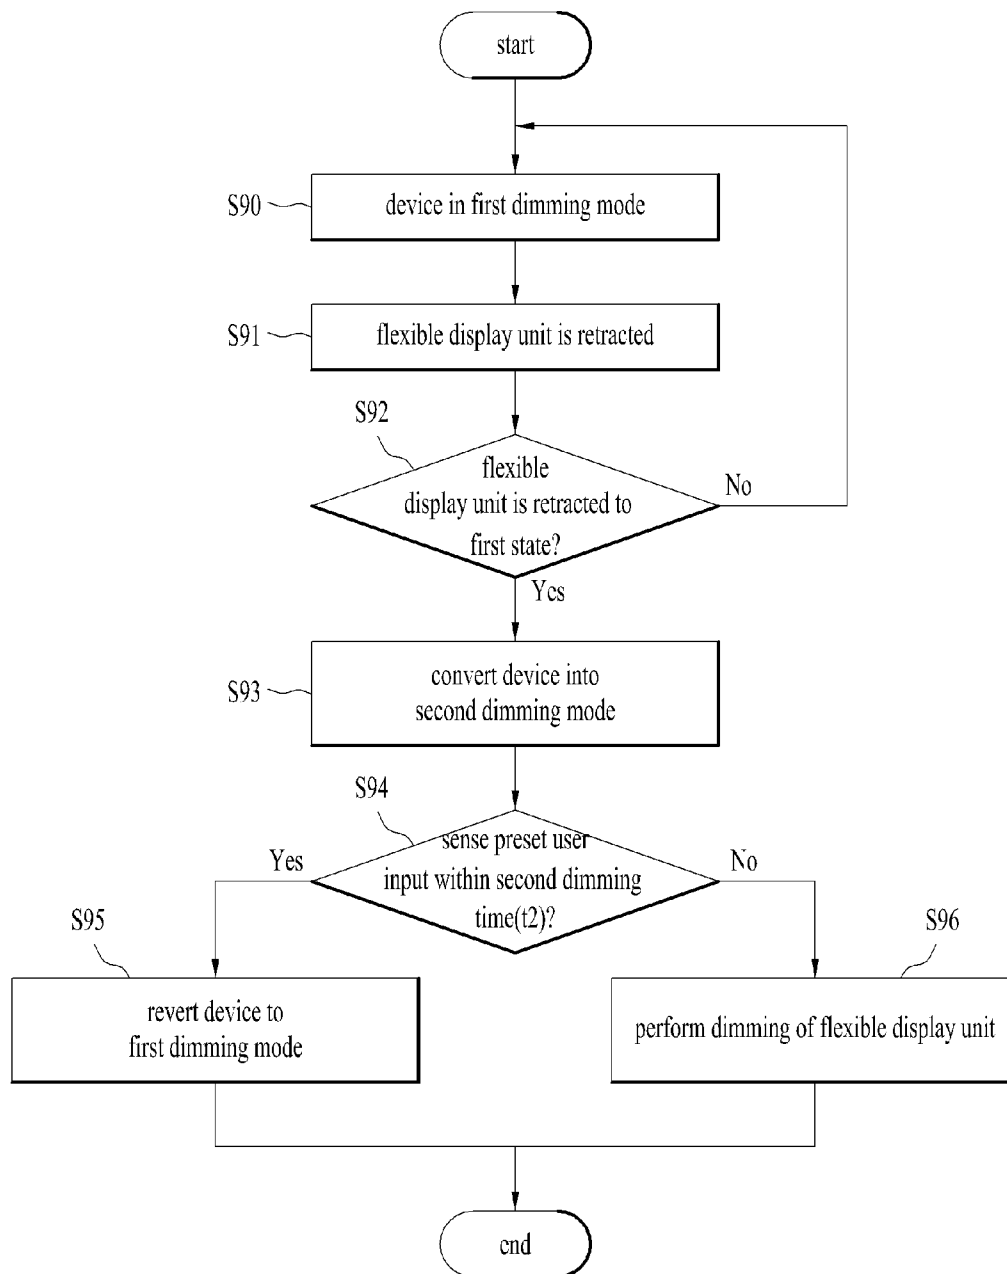 start
S90
device in first dimming mode
S91
flexible display unit is retracted
S92
flexible
display unit is retracted to
first state?
No
Yes
S93
convert device into
second dimming mode
S94
sense preset user
input within second dimming
time(t2)?
Yes
No
S95
revert device to
first dimming mode
S96
perform dimming of flexible display unit
end